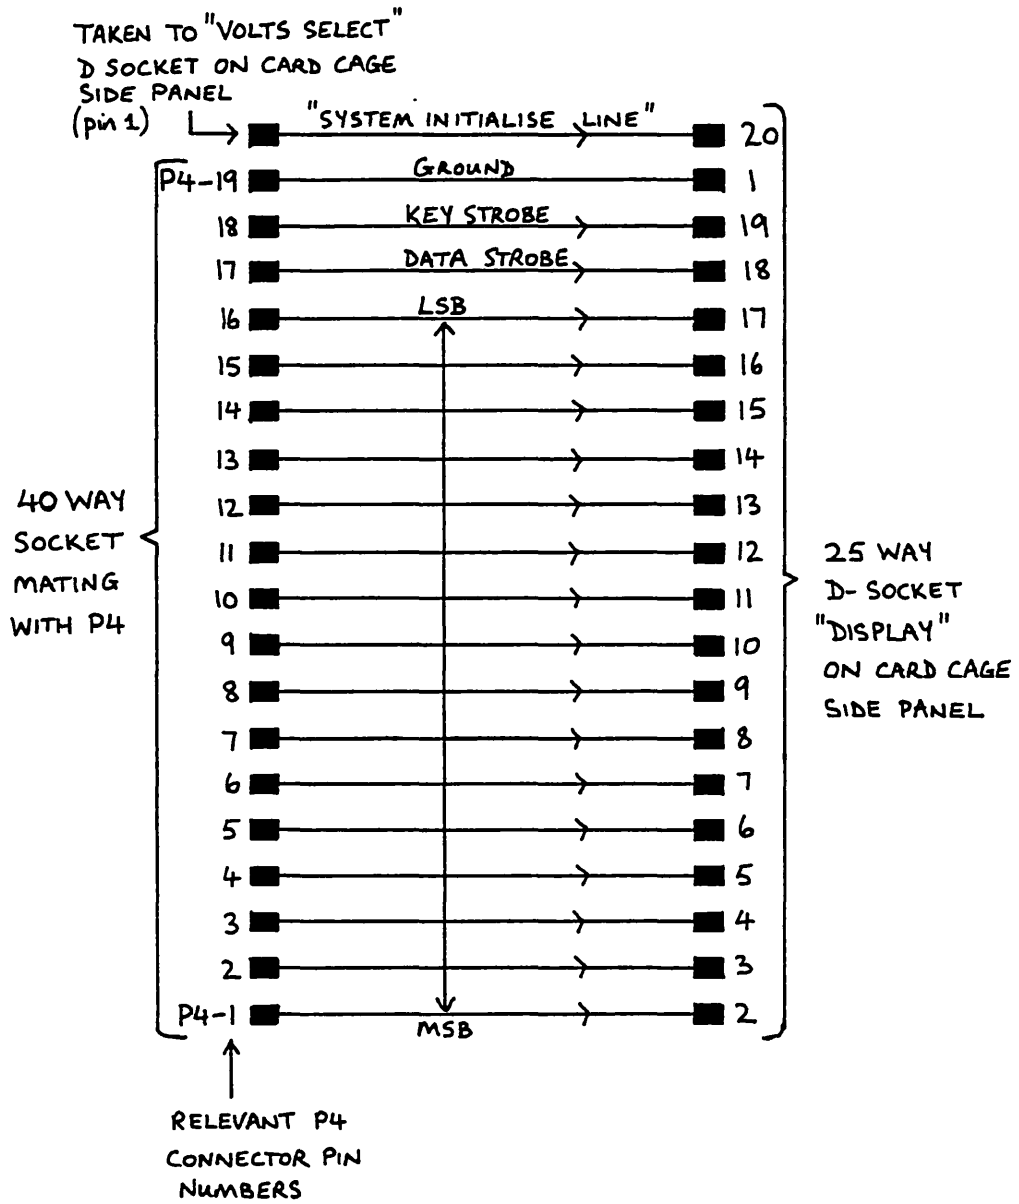 TAKEN TO "VOLTS SELECT"
D SOCKET ON CARD CAGE
SIDE PANEL
(pin 1)
"SYSTEM INITIALISE LINE"
20
P4-19
GROUND
1
18
KEY STROBE
19
17
DATA STROBE
18
16
LSB
17
15
16
14
15
13
14
12
13
11
12
10
11
9
10
8
9
7
8
6
7
5
6
4
5
3
4
2
3
P4-1
MSB
2
40 WAY
SOCKET
MATING
WITH P4
25 WAY
D-SOCKET
"DISPLAY"
ON CARD CAGE
SIDE PANEL
RELEVANT P4
CONNECTOR PIN
NUMBERS